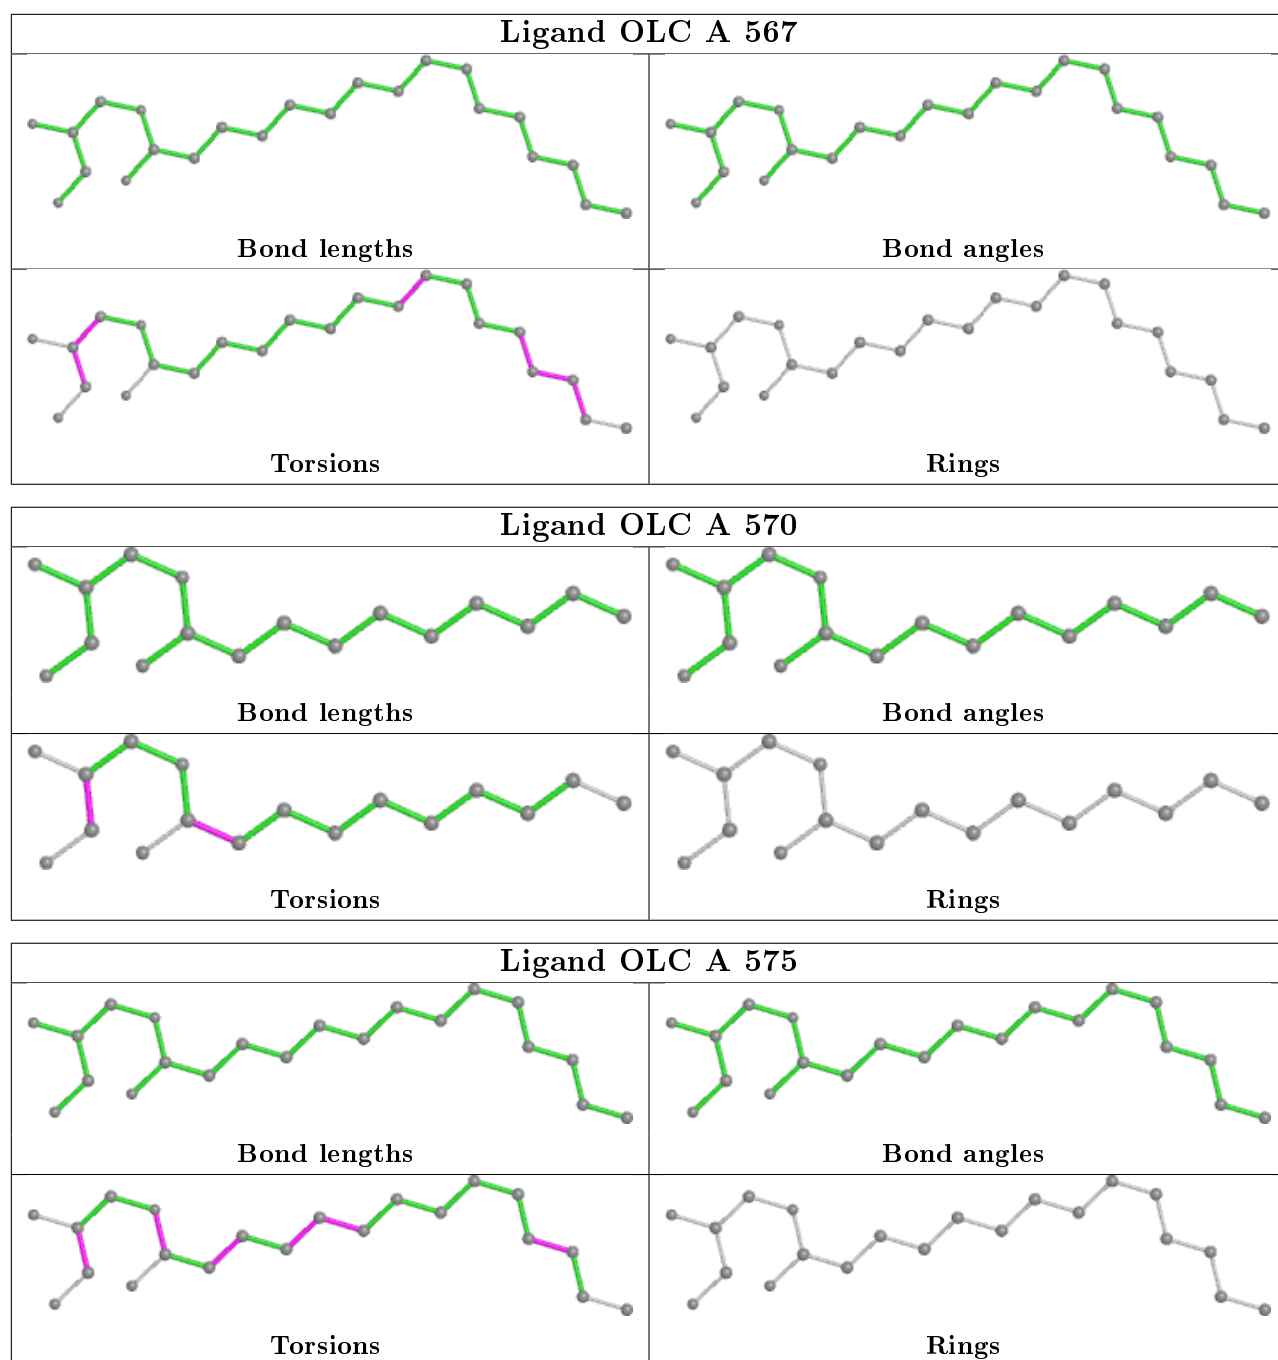 Ligand OLC A 567
Bond lengths
Bond angles
Torsions
Rings
Ligand OLC A 570
Bond lengths
Bond angles
Torsions
Rings
Ligand OLC A 575
Bond lengths
Bond angles
Torsions
Rings